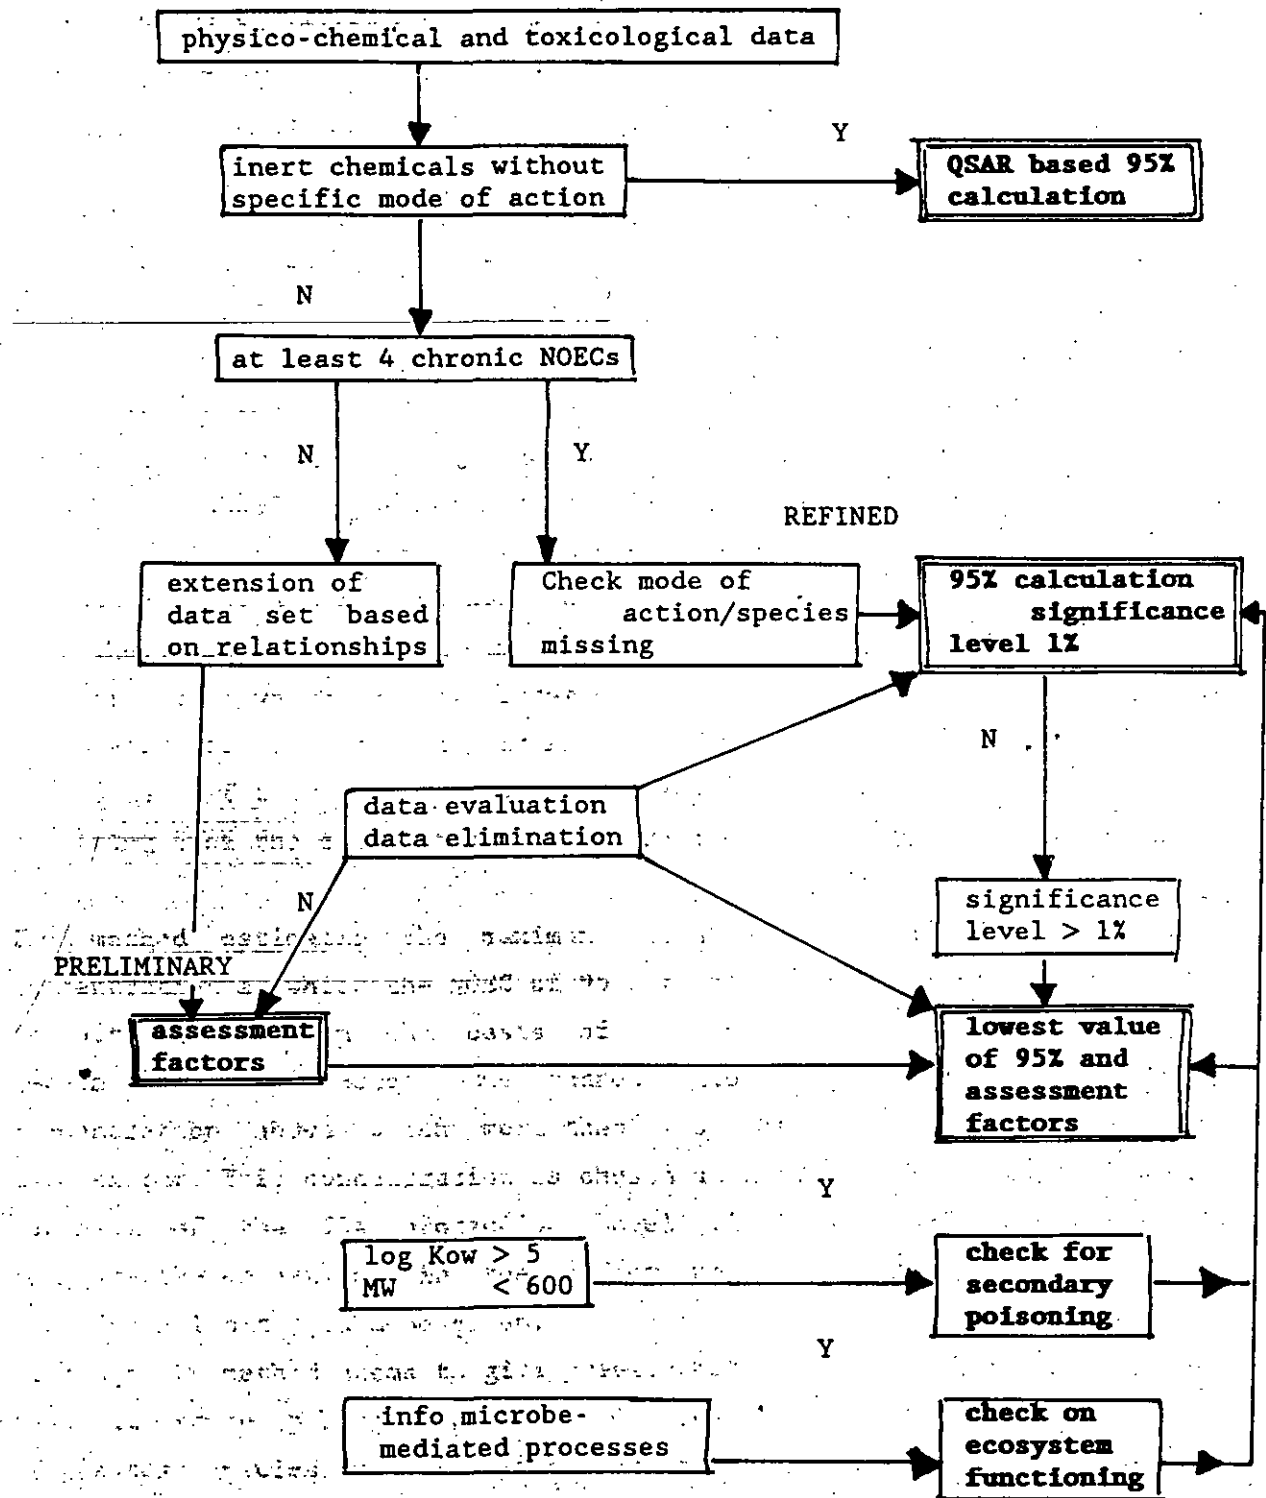 physico-chemical and toxicological data
Y
inert chemicals without
specific mode of action
QSAR based 95%
calculation
N
at least 4 chronic NOECs
N
Y
REFINED
extension of
data set based
on relationships
Check mode of
action/species
missing
95% calculation
significance
level 1%
N
data evaluation
data elimination
N
significance
level > 1%
PRELIMINARY
assessment
factors
lowest value
of 95% and
assessment
factors
Y
log Kow > 5
MW < 600
check for
secondary
poisoning
Y
info microbe-
mediated processes
check on
ecosystem
functioning